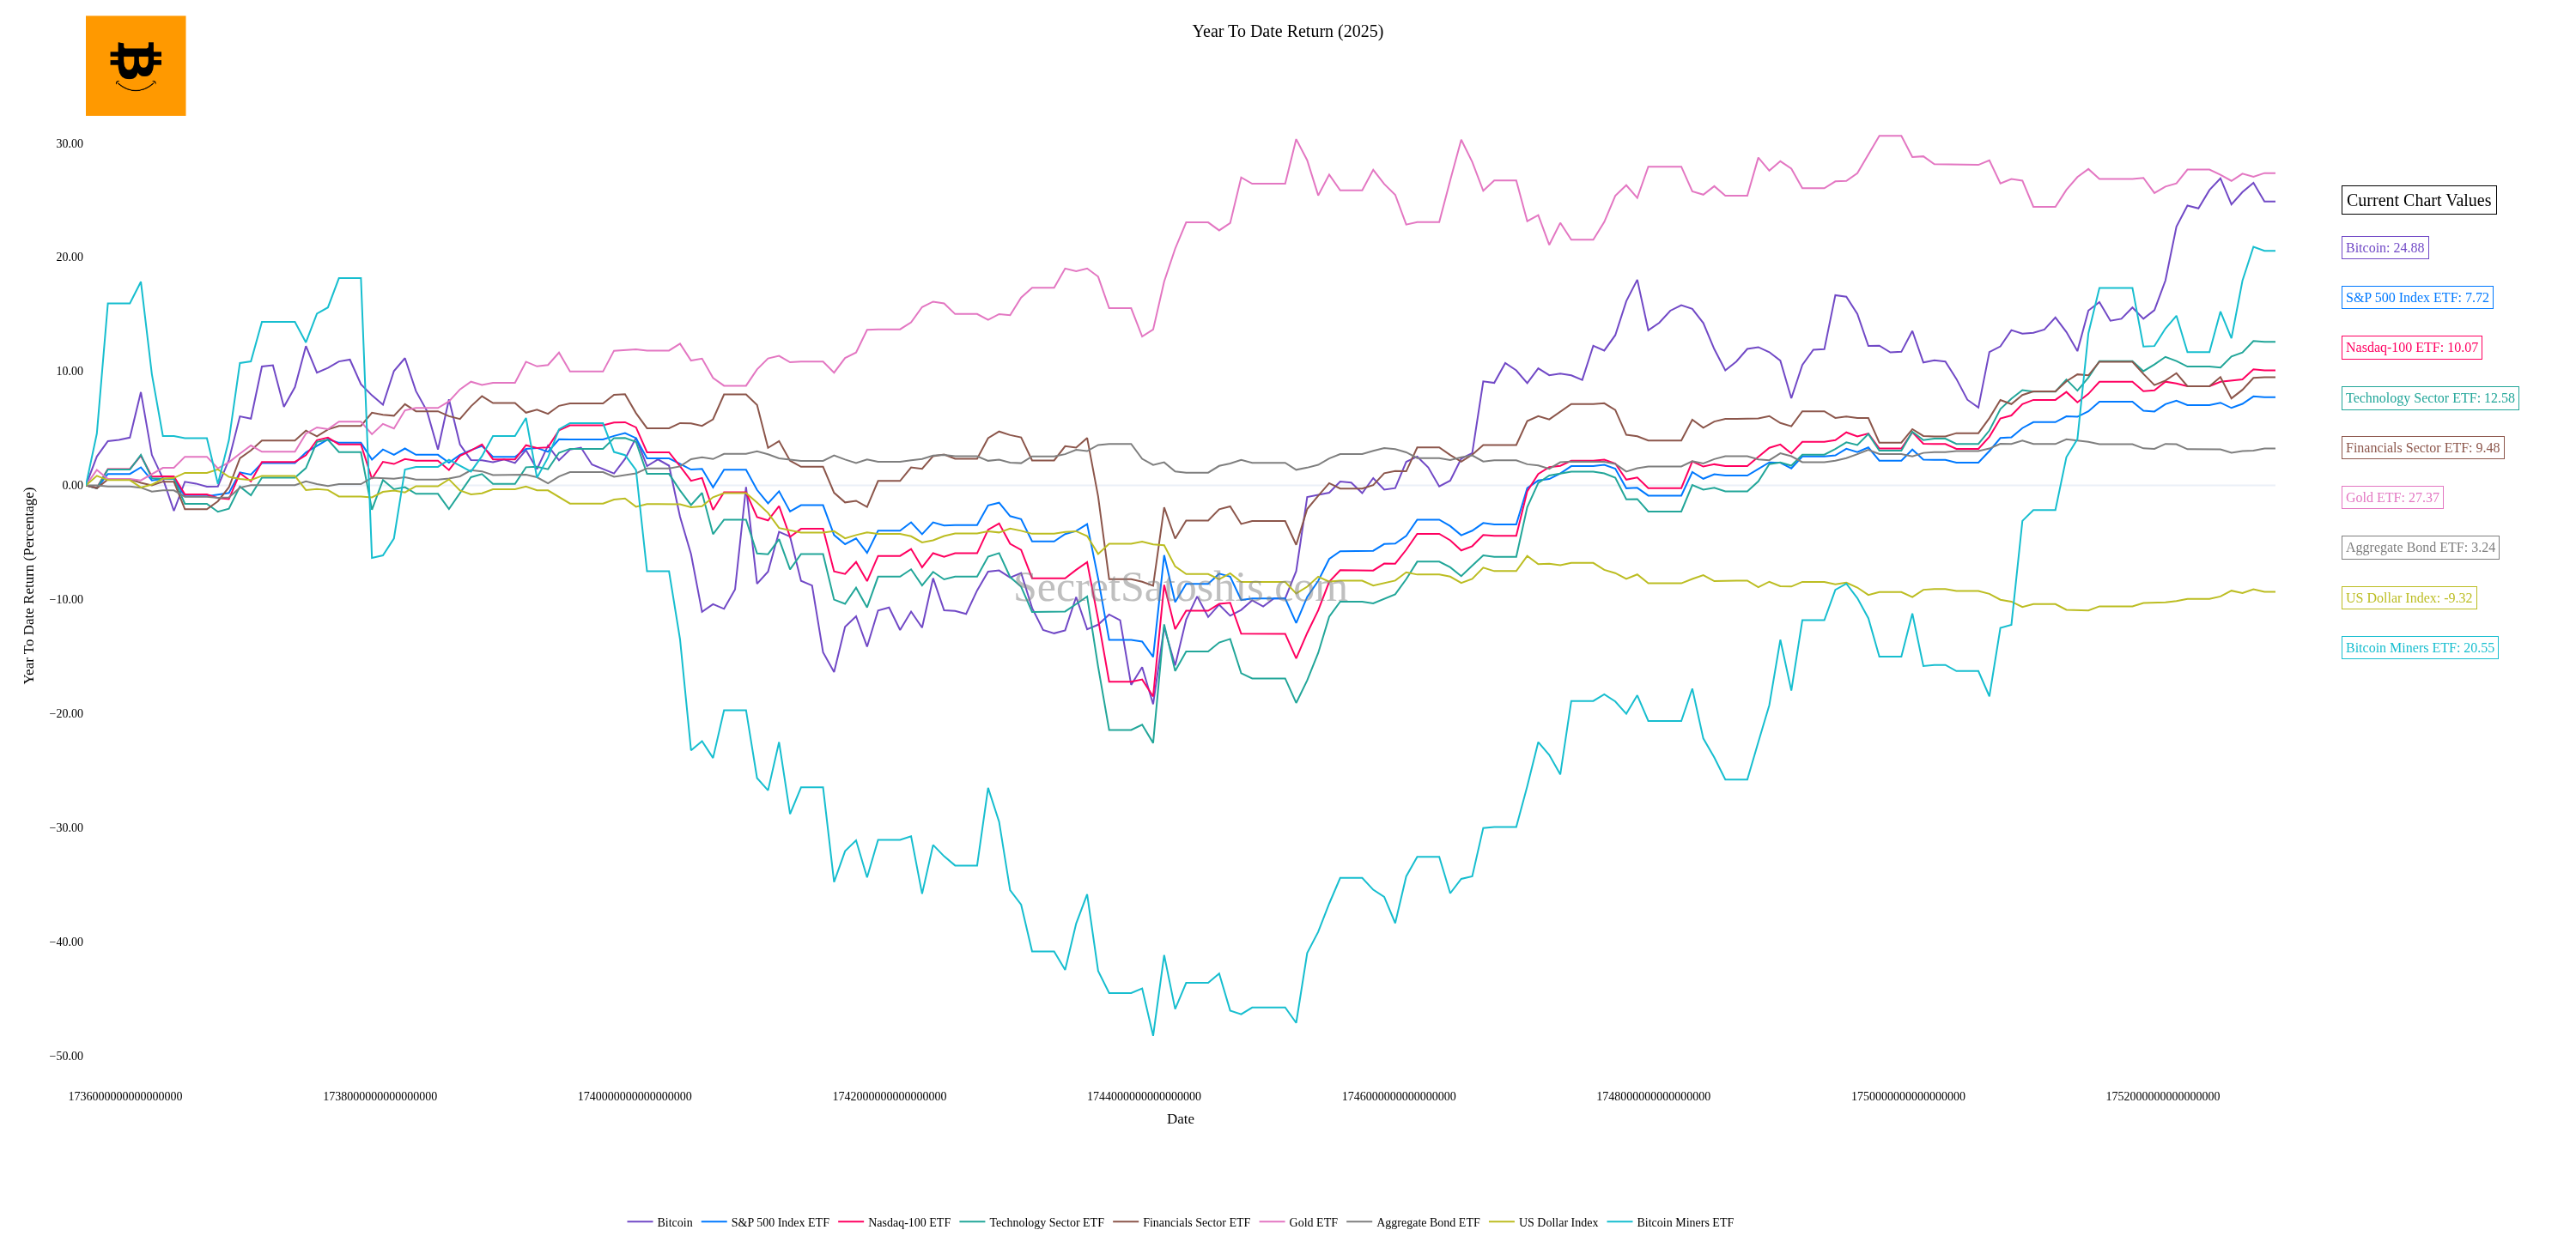 Year To Date Return (2025)
30.00
20.00
10.00
0.00
−10.00
−20.00
−30.00
−40.00
−50.00
Year To Date Return (Percentage)
SecretSatoshis.com
1736000000000000000
1738000000000000000
1740000000000000000
1742000000000000000
1744000000000000000
1746000000000000000
1748000000000000000
1750000000000000000
1752000000000000000
Date
Current Chart Values
Bitcoin: 24.88
S&P 500 Index ETF: 7.72
Nasdaq-100 ETF: 10.07
Technology Sector ETF: 12.58
Financials Sector ETF: 9.48
Gold ETF: 27.37
Aggregate Bond ETF: 3.24
US Dollar Index: -9.32
Bitcoin Miners ETF: 20.55
Bitcoin
S&P 500 Index ETF
Nasdaq-100 ETF
Technology Sector ETF
Financials Sector ETF
Gold ETF
Aggregate Bond ETF
US Dollar Index
Bitcoin Miners ETF